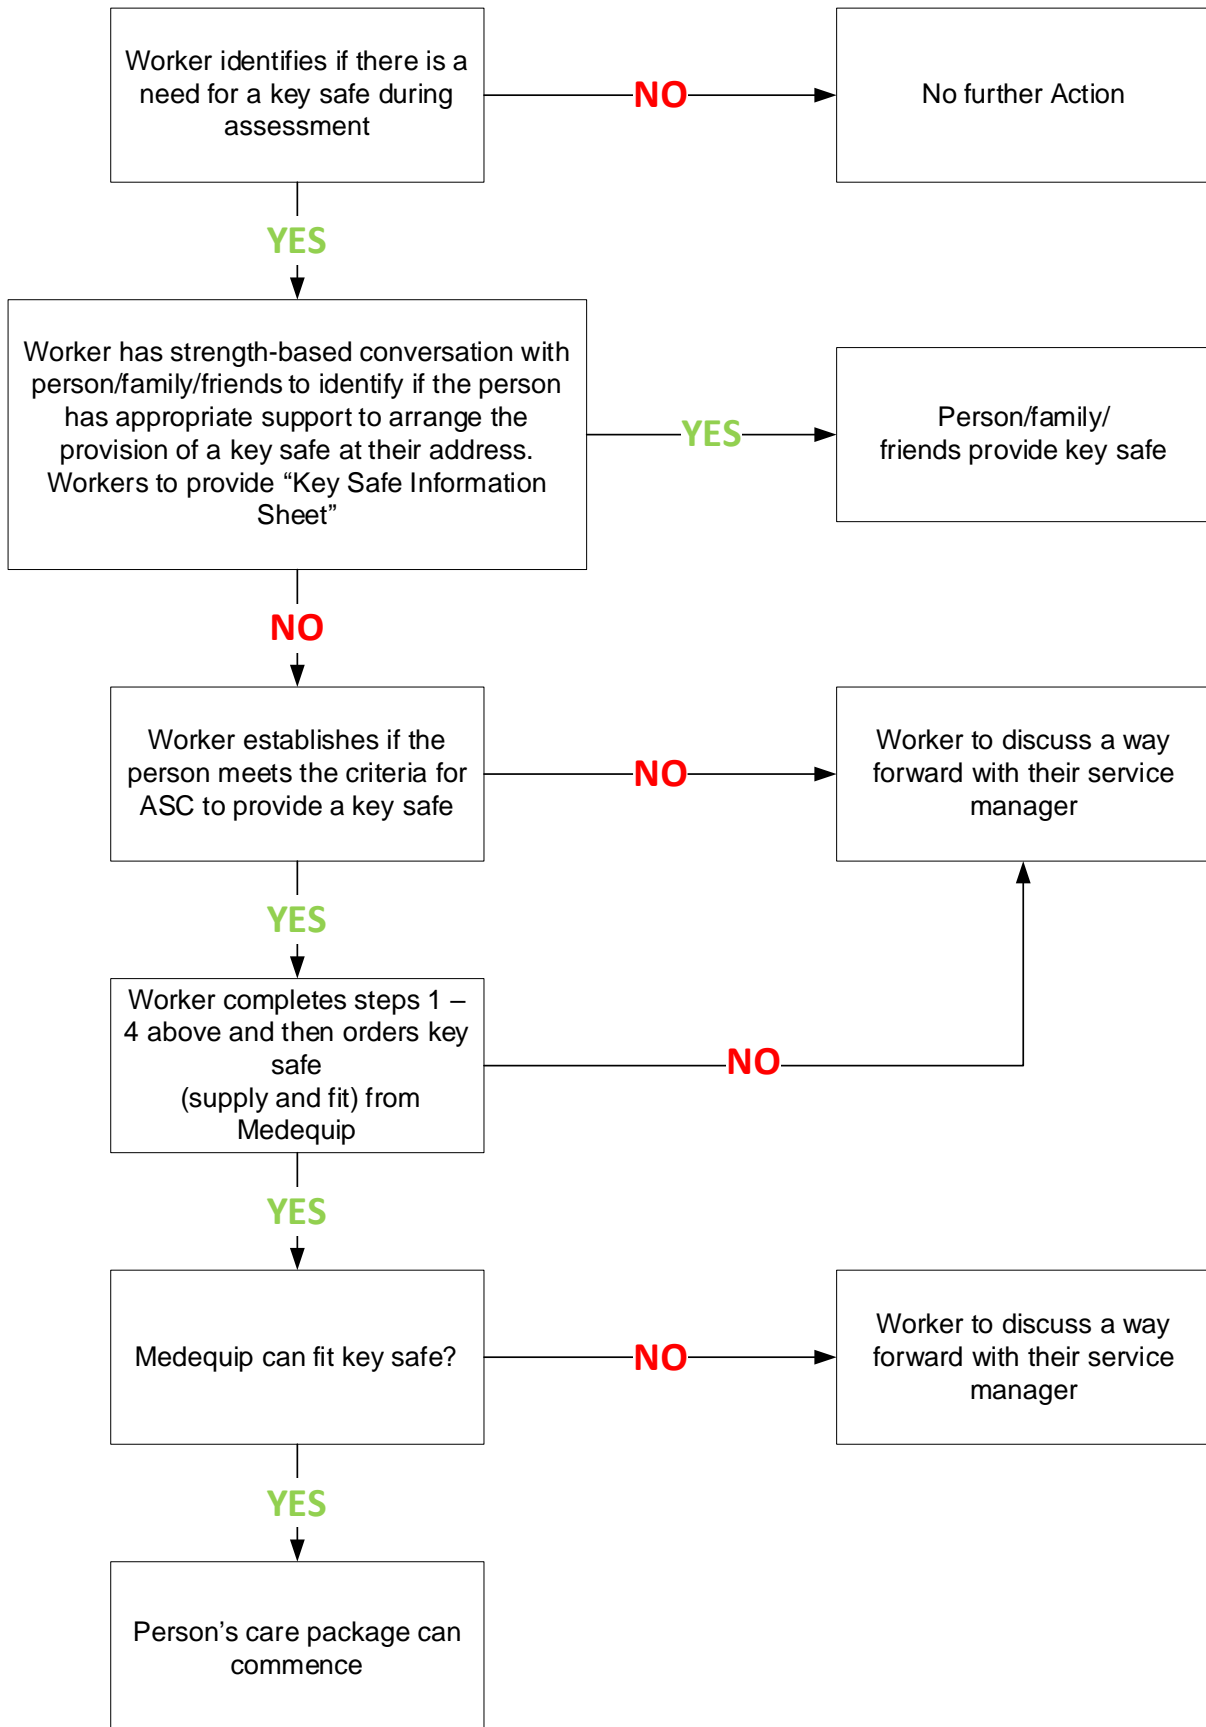 Worker identifies if there is a
need for a key safe during
assessment
NO
No further Action
YES
Worker has strength-based conversation with
person/family/friends to identify if the person
has appropriate support to arrange the
provision of a key safe at their address.
Workers to provide “Key Safe Information
Sheet”
YES
Person/family/
friends provide key safe
NO
Worker establishes if the
person meets the criteria for
ASC to provide a key safe
NO
Worker to discuss a way
forward with their service
manager
YES
Worker completes steps 1 –
4 above and then orders key
safe
(supply and fit) from
Medequip
NO
YES
Medequip can fit key safe?
NO
Worker to discuss a way
forward with their service
manager
YES
Person’s care package can
commence